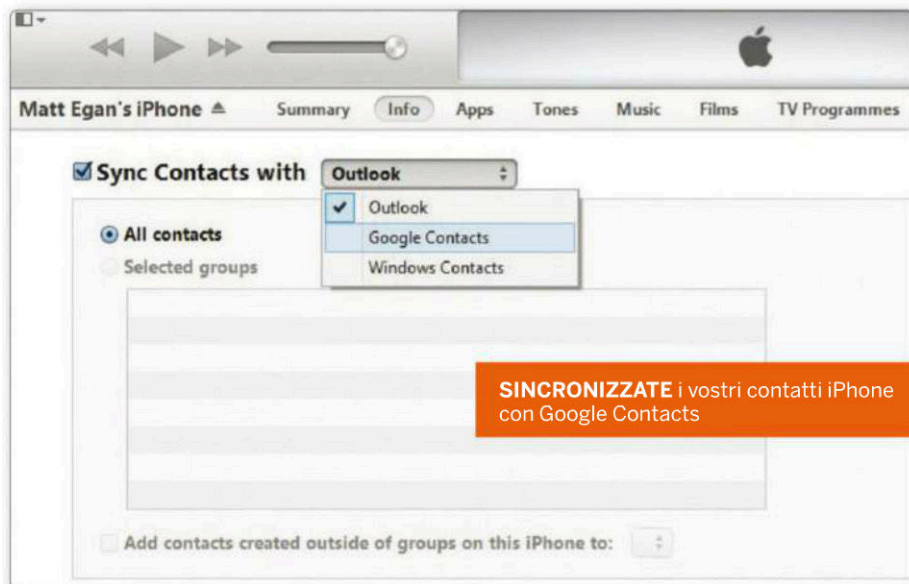 Matt Egan's iPhone Summary Info Apps Tones Music Films TV Programmes
Sync Contacts with Outlook
Outlook
All contacts
Google Contacts
Selected groups
Windows Contacts
SINCRONIZZATE i vostri contatti iPhone
con Google Contacts
Add contacts created outside of groups on this iPhone to: